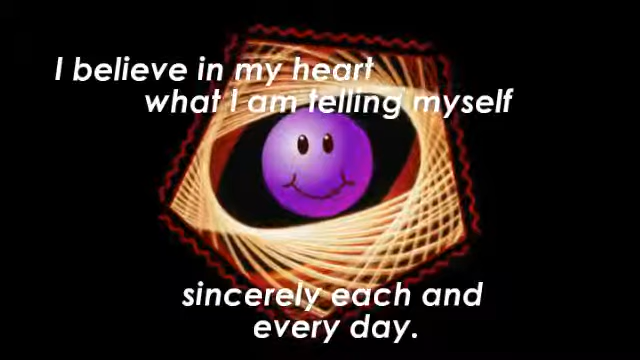 I believe in my heart
what I am telling myself
sincerely each and
every day.